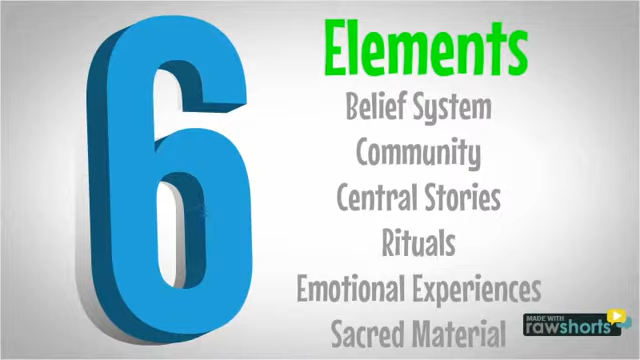 6
Elements
Belief System
Community
Central Stories
Rituals
Emotional Experiences
Sacred Material
MADE WITH
rawshorts